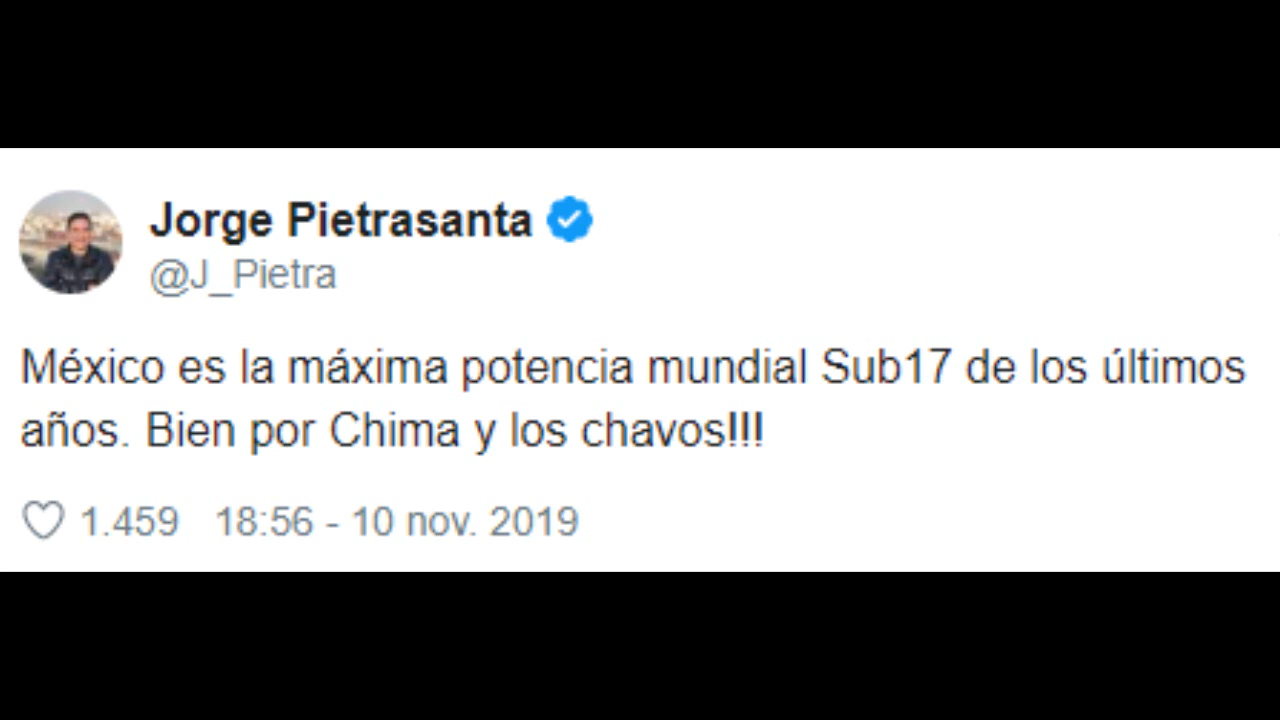 Jorge Pietrasanta
@J_Pietra
México es la máxima potencia mundial Sub17 de los últimos
años. Bien por Chima y los chavos!!!
1.459 18:56 - 10 nov. 2019